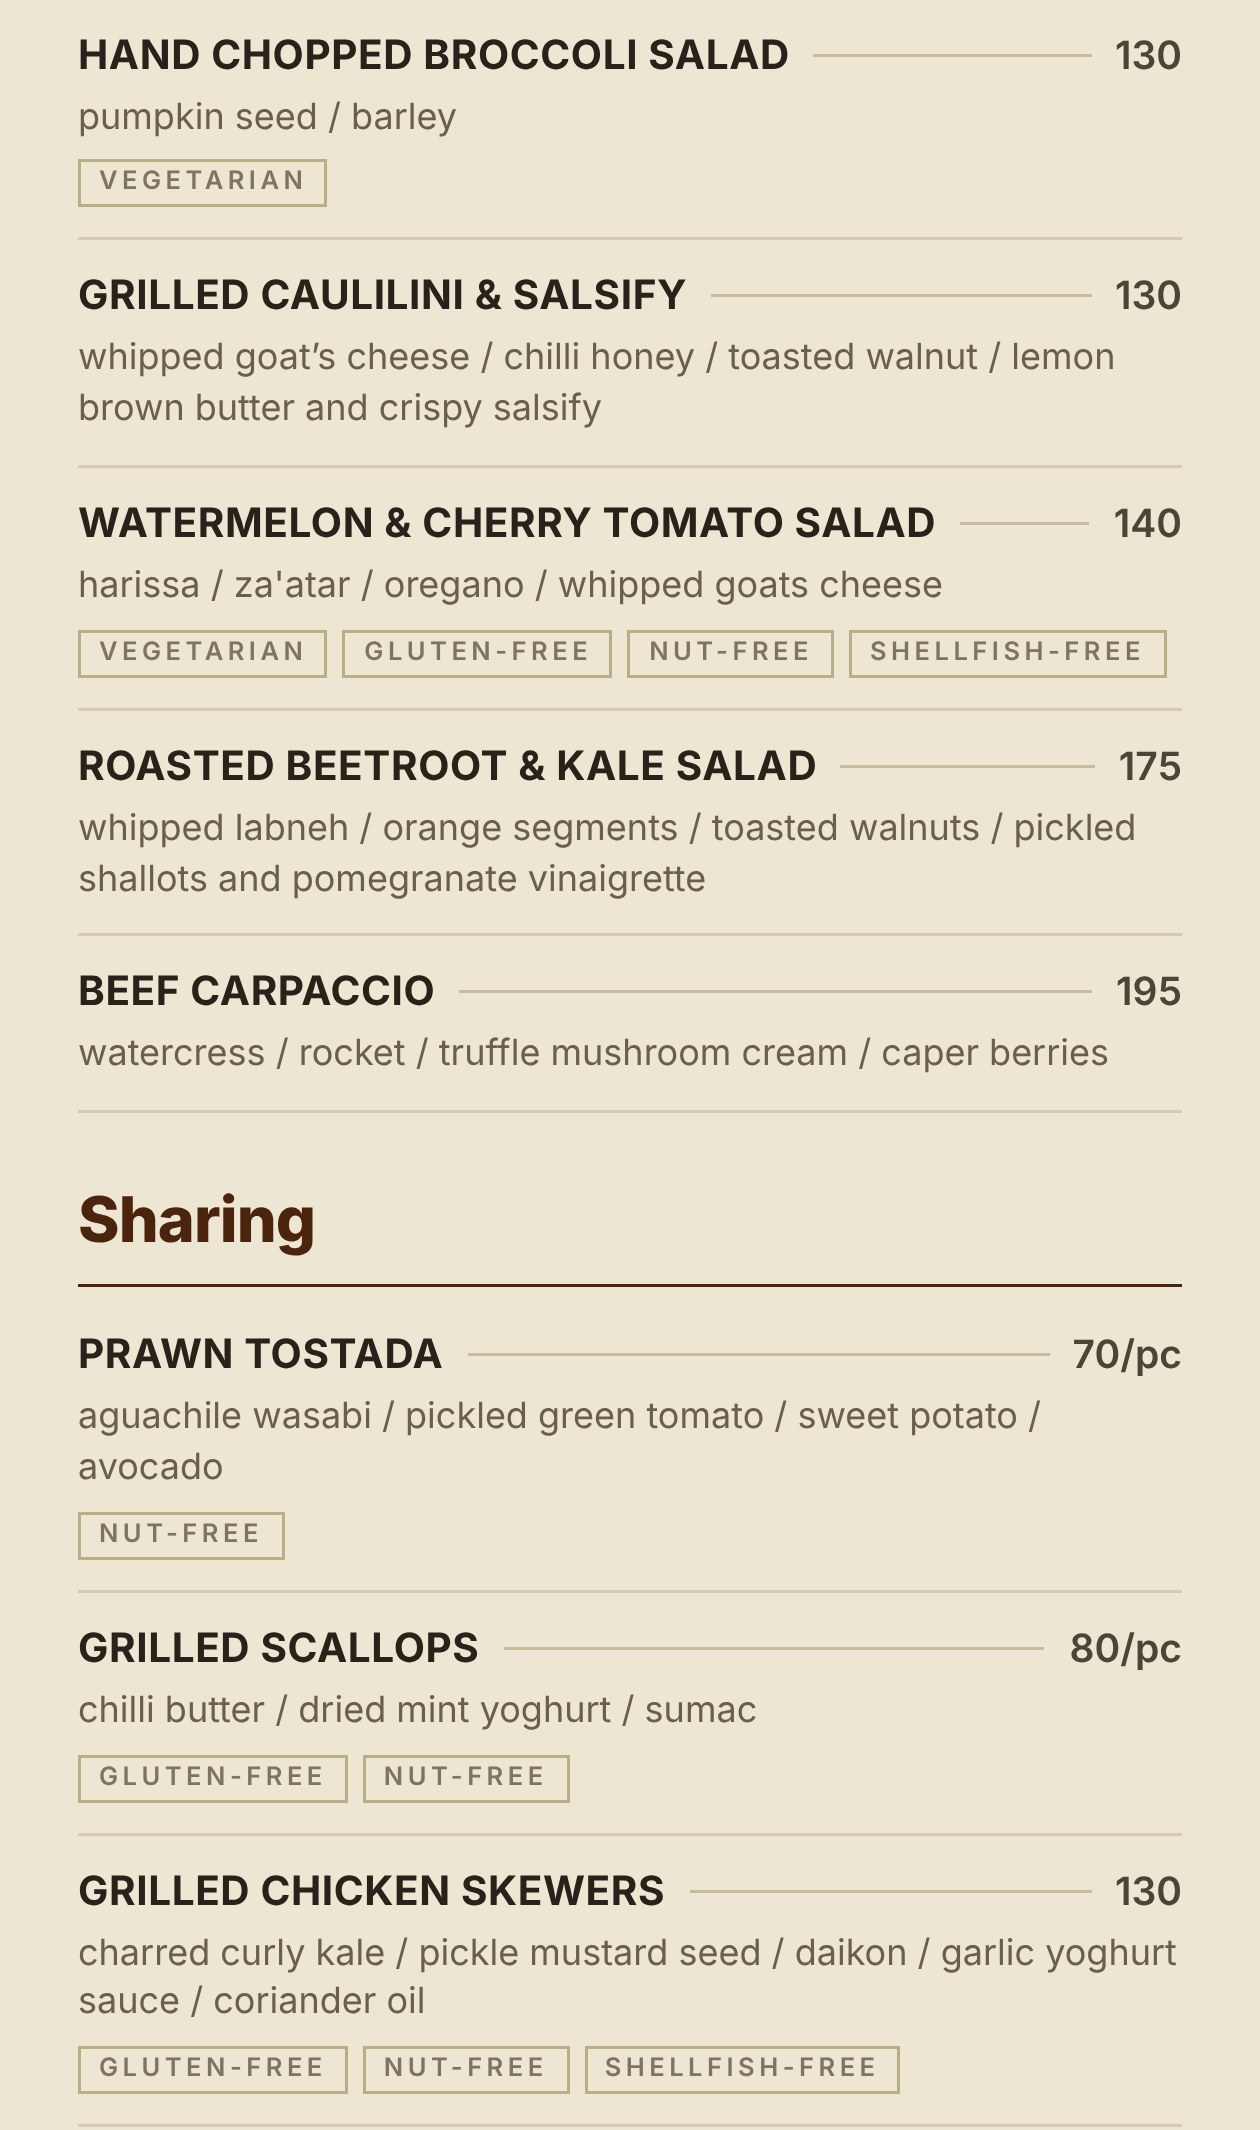 HAND CHOPPED BROCCOLI SALAD 130
pumpkin seed / barley
VEGETARIAN
GRILLED CAULILINI & SALSIFY 130
whipped goat’s cheese / chilli honey / toasted walnut / lemon
brown butter and crispy salsify
WATERMELON & CHERRY TOMATO SALAD 140
harissa / za'atar / oregano / whipped goats cheese
VEGETARIAN GLUTEN-FREE NUT-FREE SHELLFISH-FREE
ROASTED BEETROOT & KALE SALAD 175
whipped labneh / orange segments / toasted walnuts / pickled
shallots and pomegranate vinaigrette
BEEF CARPACCIO 195
watercress / rocket / truffle mushroom cream / caper berries
Sharing
PRAWN TOSTADA 70/pc
aguachile wasabi / pickled green tomato / sweet potato /
avocado
NUT-FREE
GRILLED SCALLOPS 80/pc
chilli butter / dried mint yoghurt / sumac
GLUTEN-FREE NUT-FREE
GRILLED CHICKEN SKEWERS 130
charred curly kale / pickle mustard seed / daikon / garlic yoghurt
sauce / coriander oil
GLUTEN-FREE NUT-FREE SHELLFISH-FREE